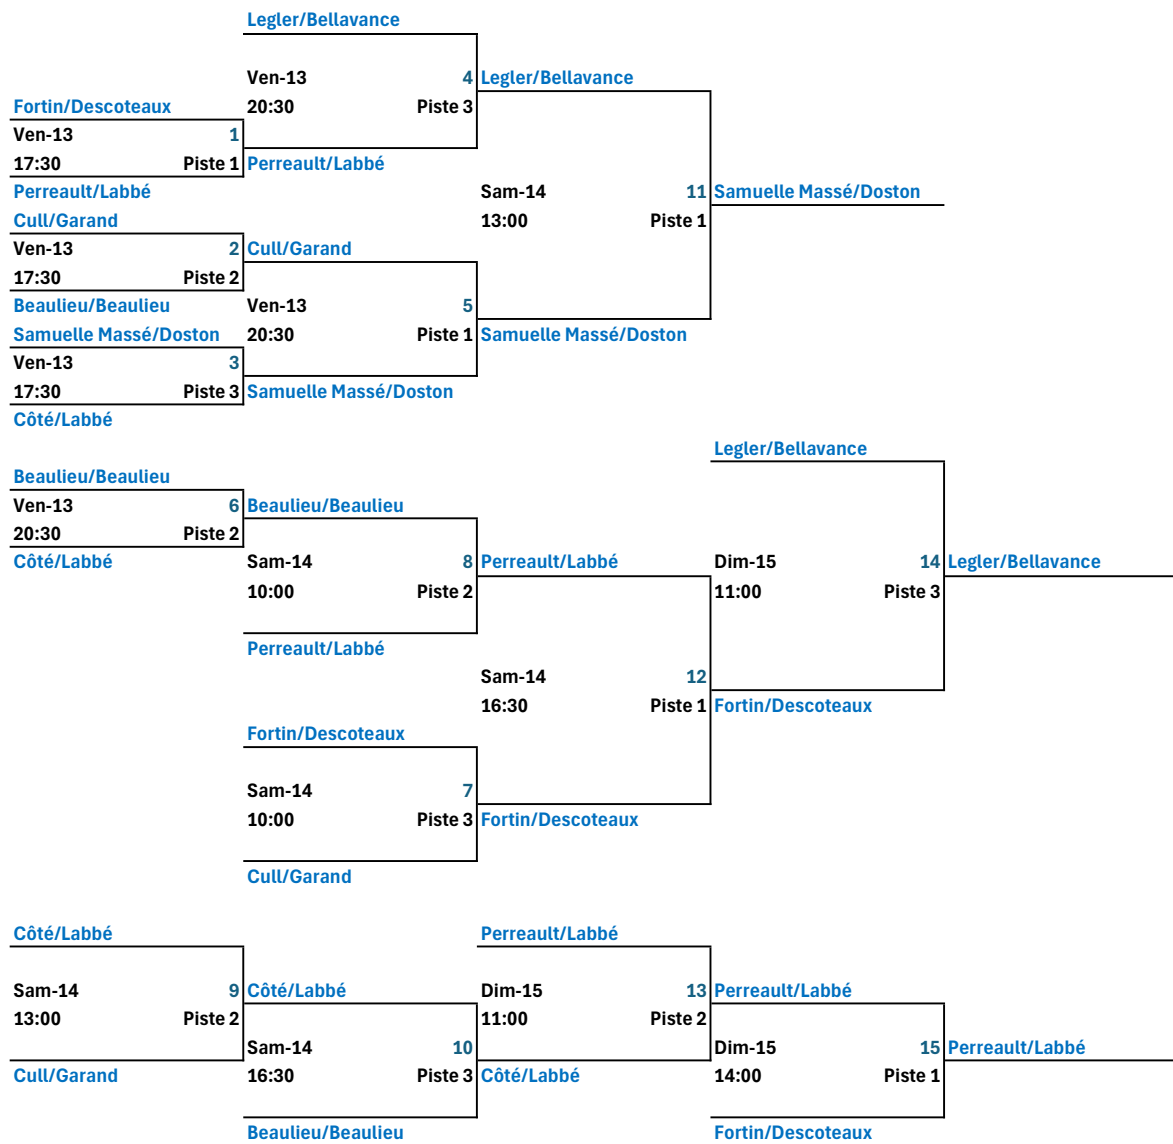 Legler/Bellavance
Ven-13 4 Legler/Bellavance
Fortin/Descoteaux 20:30 Piste 3
Ven-13 1
17:30 Piste 1 Perreault/Labbé
Perreault/Labbé Sam-14 11 Samuelle Massé/Doston
Cull/Garand 13:00 Piste 1
Ven-13 2 Cull/Garand
17:30 Piste 2
Beaulieu/Beaulieu Ven-13 5
Samuelle Massé/Doston 20:30 Piste 1 Samuelle Massé/Doston
Ven-13 3
17:30 Piste 3 Samuelle Massé/Doston
Côté/Labbé
Legler/Bellavance
Beaulieu/Beaulieu
Ven-13 6 Beaulieu/Beaulieu
20:30 Piste 2
Côté/Labbé Sam-14 8 Perreault/Labbé Dim-15 14 Legler/Bellavance
10:00 Piste 2 11:00 Piste 3
Perreault/Labbé
Sam-14 12
16:30 Piste 1 Fortin/Descoteaux
Fortin/Descoteaux
Sam-14 7
10:00 Piste 3 Fortin/Descoteaux
Cull/Garand
Côté/Labbé Perreault/Labbé
Sam-14 9 Côté/Labbé Dim-15 13 Perreault/Labbé
13:00 Piste 2 11:00 Piste 2
Sam-14 10 Dim-15 15 Perreault/Labbé
Cull/Garand 16:30 Piste 3 Côté/Labbé 14:00 Piste 1
Beaulieu/Beaulieu Fortin/Descoteaux